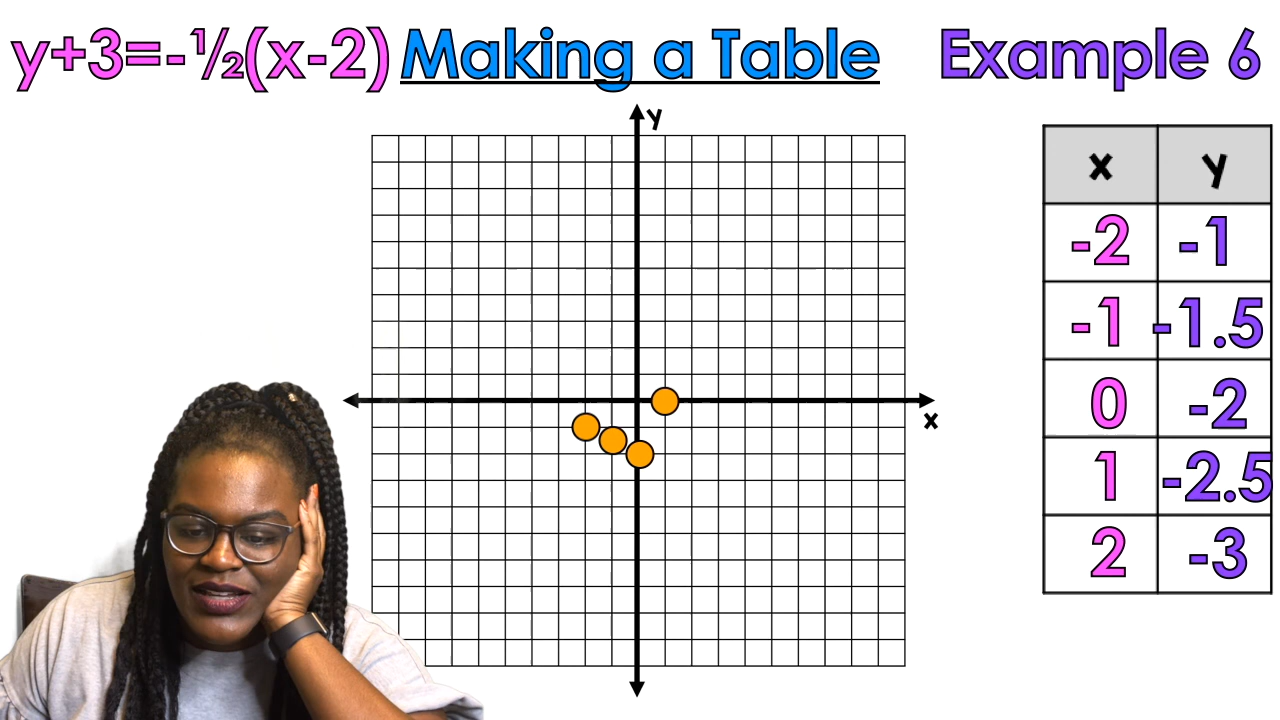 y+3=-½(x-2) Making a Table Example 6
y
x
x y
-2 -1
-1 -1.5
0 -2
1 -2.5
2 -3